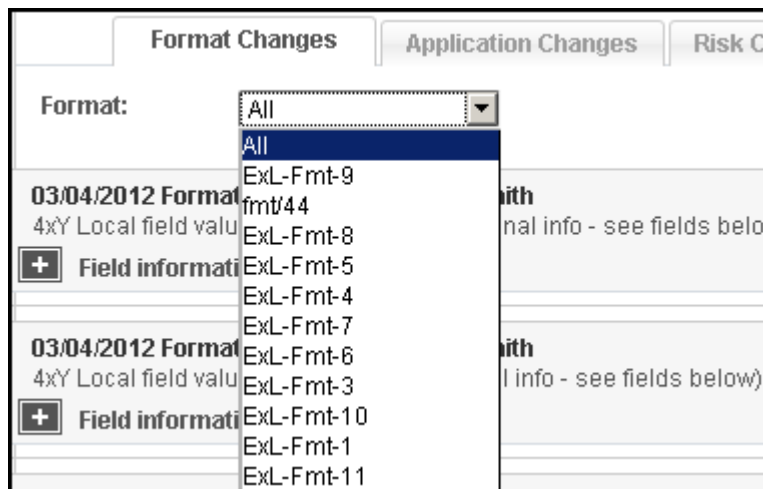 Format Changes Application Changes Risk C
Format: All
All
ExL-Fmt-9
03/04/2012 Format ith
fmt/44
4xY Local field valu nal info - see fields belo
ExL-Fmt-8
Field informati
ExL-Fmt-5
ExL-Fmt-4
ExL-Fmt-7
03/04/2012 Format ith
ExL-Fmt-6
4xY Local field valu l info - see fields below)
ExL-Fmt-3
Field informati
ExL-Fmt-10
ExL-Fmt-1
ExL-Fmt-11